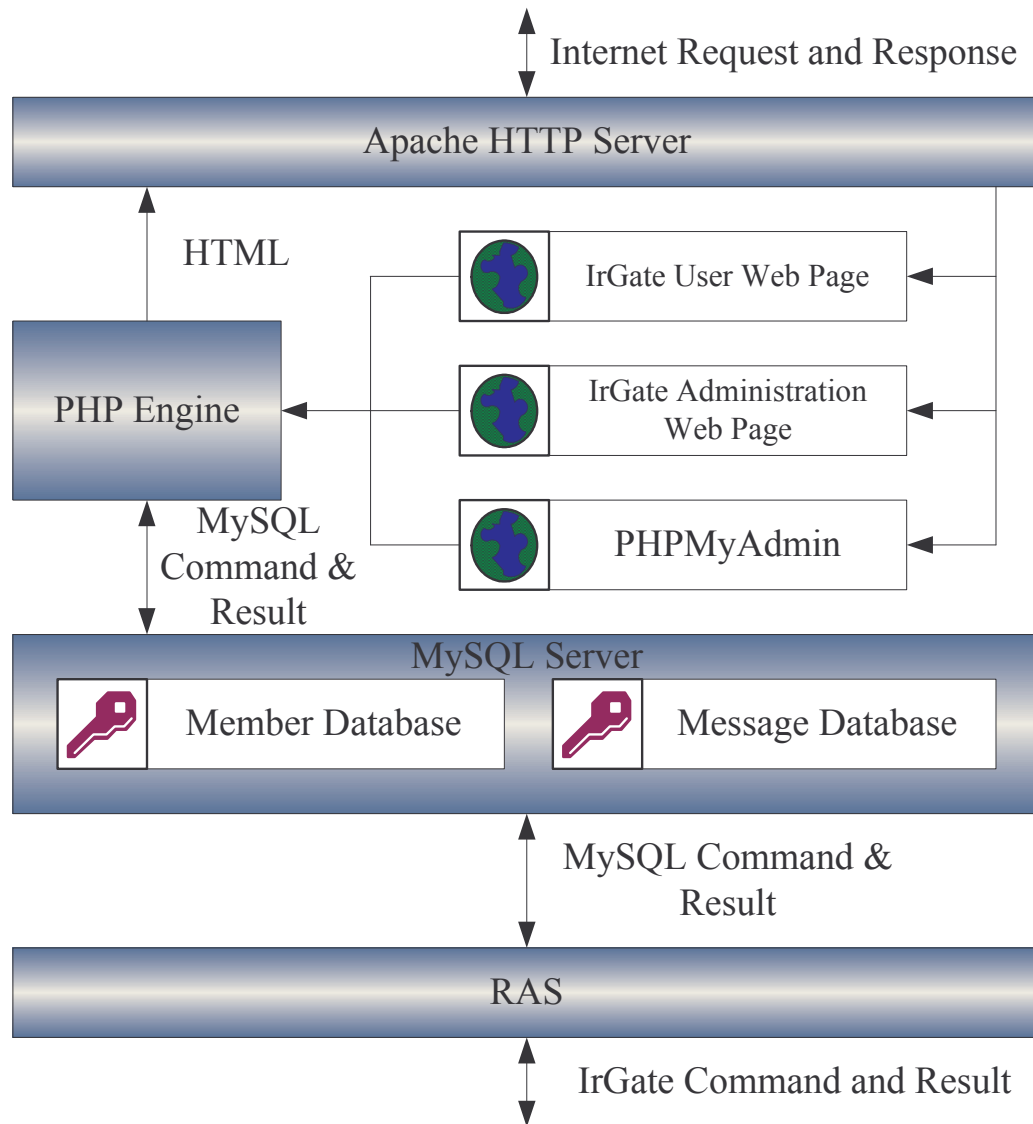 Internet Request and Response
Apache HTTP Server
HTML
IrGate User Web Page
PHP Engine
IrGate Administration
Web Page
PHPMyAdmin
MySQL
Command &
Result
MySQL Server
Member Database
Message Database
MySQL Command &
Result
RAS
IrGate Command and Result